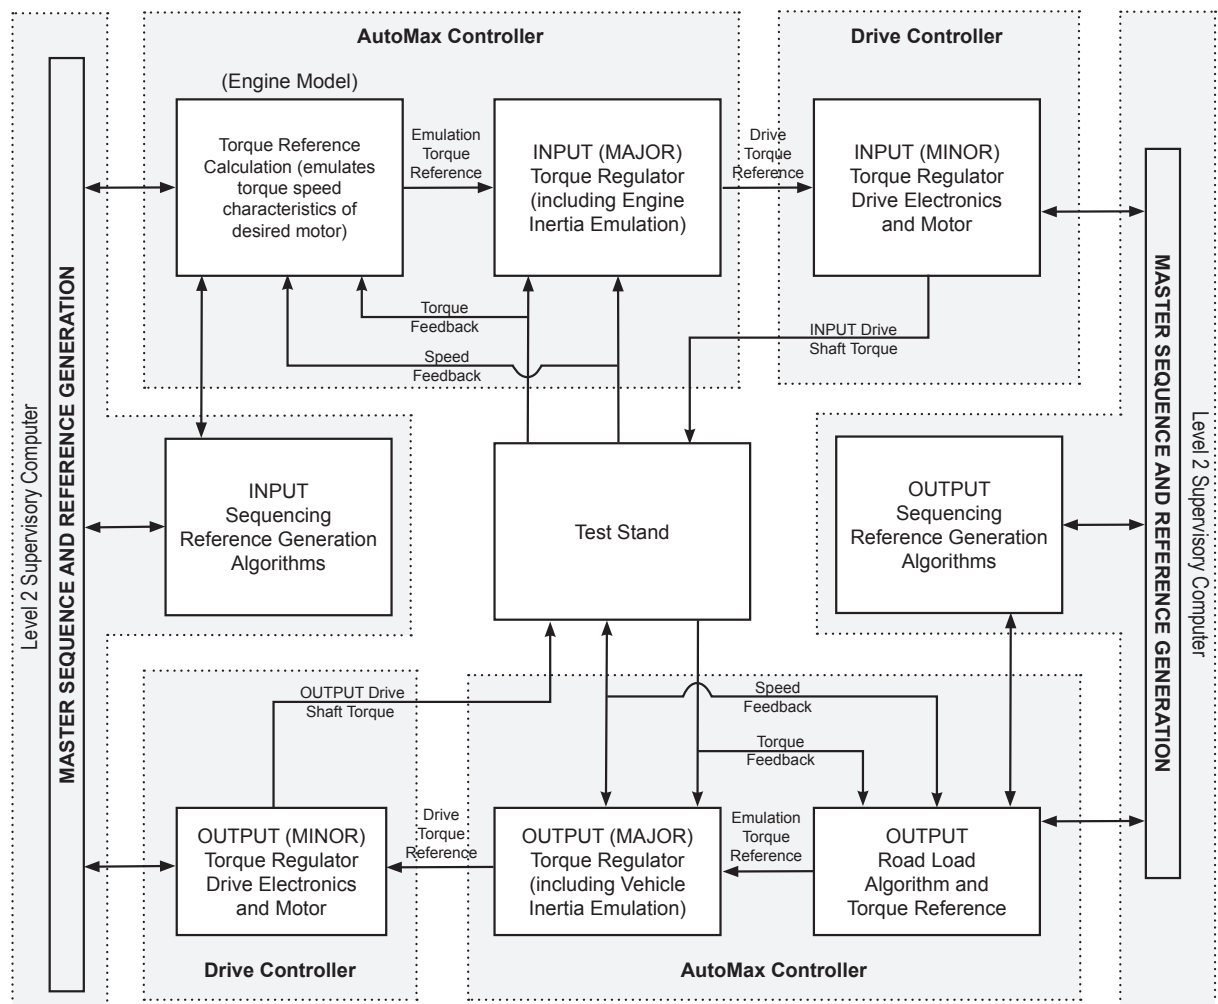 AutoMax Controller
Drive Controller
(Engine Model)
Torque Reference
Calculation (emulates
torque speed
characteristics of
desired motor)
Emulation
Torque
Reference
INPUT (MAJOR)
Torque Regulator
(including Engine
Inertia Emulation)
Drive
Torque
Reference
INPUT (MINOR)
Torque Regulator
Drive Electronics
and Motor
Torque
Feedback
Speed
Feedback
INPUT Drive
Shaft Torque
Level 2 Supervisory Computer
MASTER SEQUENCE AND REFERENCE GENERATION
INPUT
Sequencing
Reference Generation
Algorithms
Test Stand
OUTPUT
Sequencing
Reference Generation
Algorithms
MASTER SEQUENCE AND REFERENCE GENERATION
Level 2 Supervisory Computer
OUTPUT Drive
Shaft Torque
Speed
Feedback
Torque
Feedback
OUTPUT (MINOR)
Torque Regulator
Drive Electronics
and Motor
Drive
Torque
Reference
OUTPUT (MAJOR)
Torque Regulator
(including Vehicle
Inertia Emulation)
Emulation
Torque
Reference
OUTPUT
Road Load
Algorithm and
Torque Reference
Drive Controller
AutoMax Controller